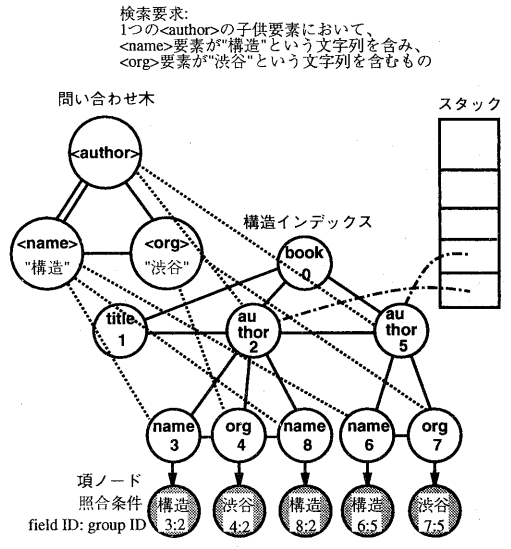 検索要求:
1つの<author>の子供要素において、
<name>要素が"構造"という文字列を含み、
<org>要素が"渋谷"という文字列を含むもの
問い合わせ木
スタック
<author>
<name>
"構造"
<org>
"渋谷"
構造インデックス
book
0
title
1
au
thor
2
au
thor
5
name
3
org
4
name
8
name
6
org
7
項ノード
照合条件
field ID: group ID
構造
3:2
渋谷
4:2
構造
8:2
構造
6:5
渋谷
7:5